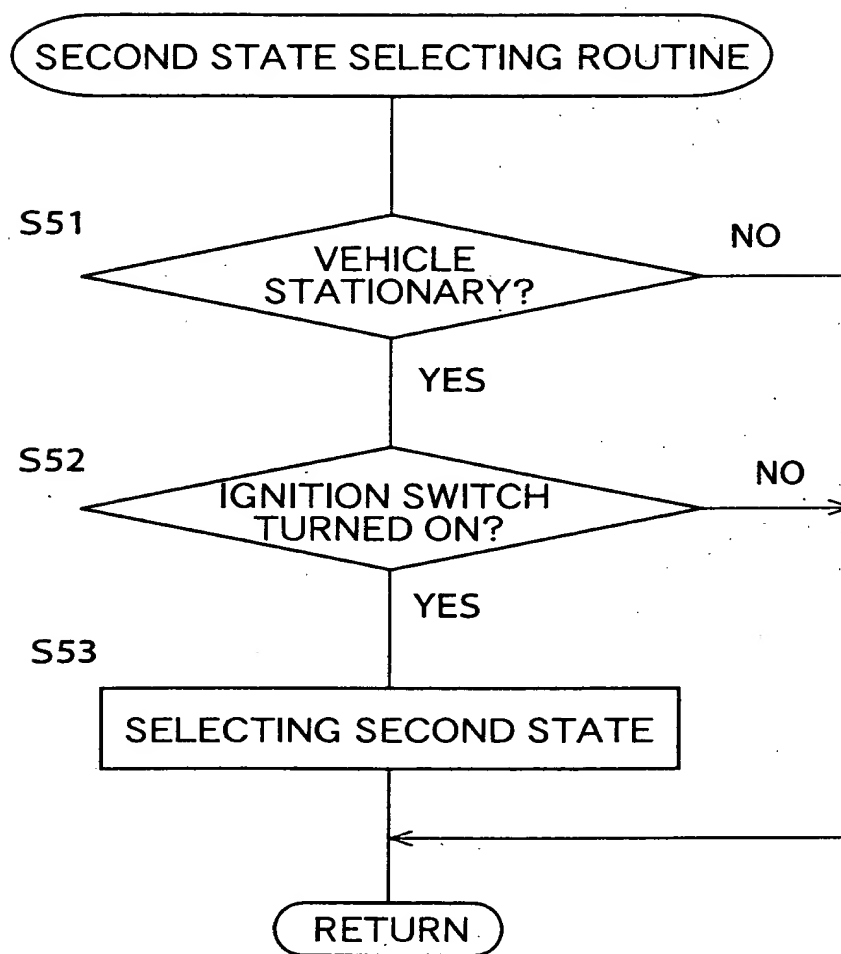 SECOND STATE SELECTING ROUTINE
S51
VEHICLE
STATIONARY?
NO
YES
S52
IGNITION SWITCH
TURNED ON?
NO
YES
S53
SELECTING SECOND STATE
RETURN